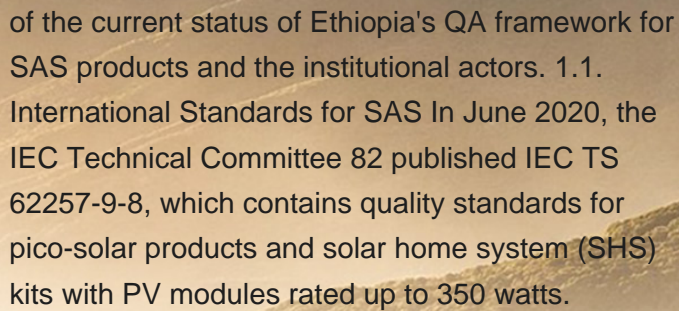 of the current status of Ethiopia's QA framework for
SAS products and the institutional actors. 1.1.
International Standards for SAS In June 2020, the
IEC Technical Committee 82 published IEC TS
62257-9-8, which contains quality standards for
pico-solar products and solar home system (SHS)
kits with PV modules rated up to 350 watts.